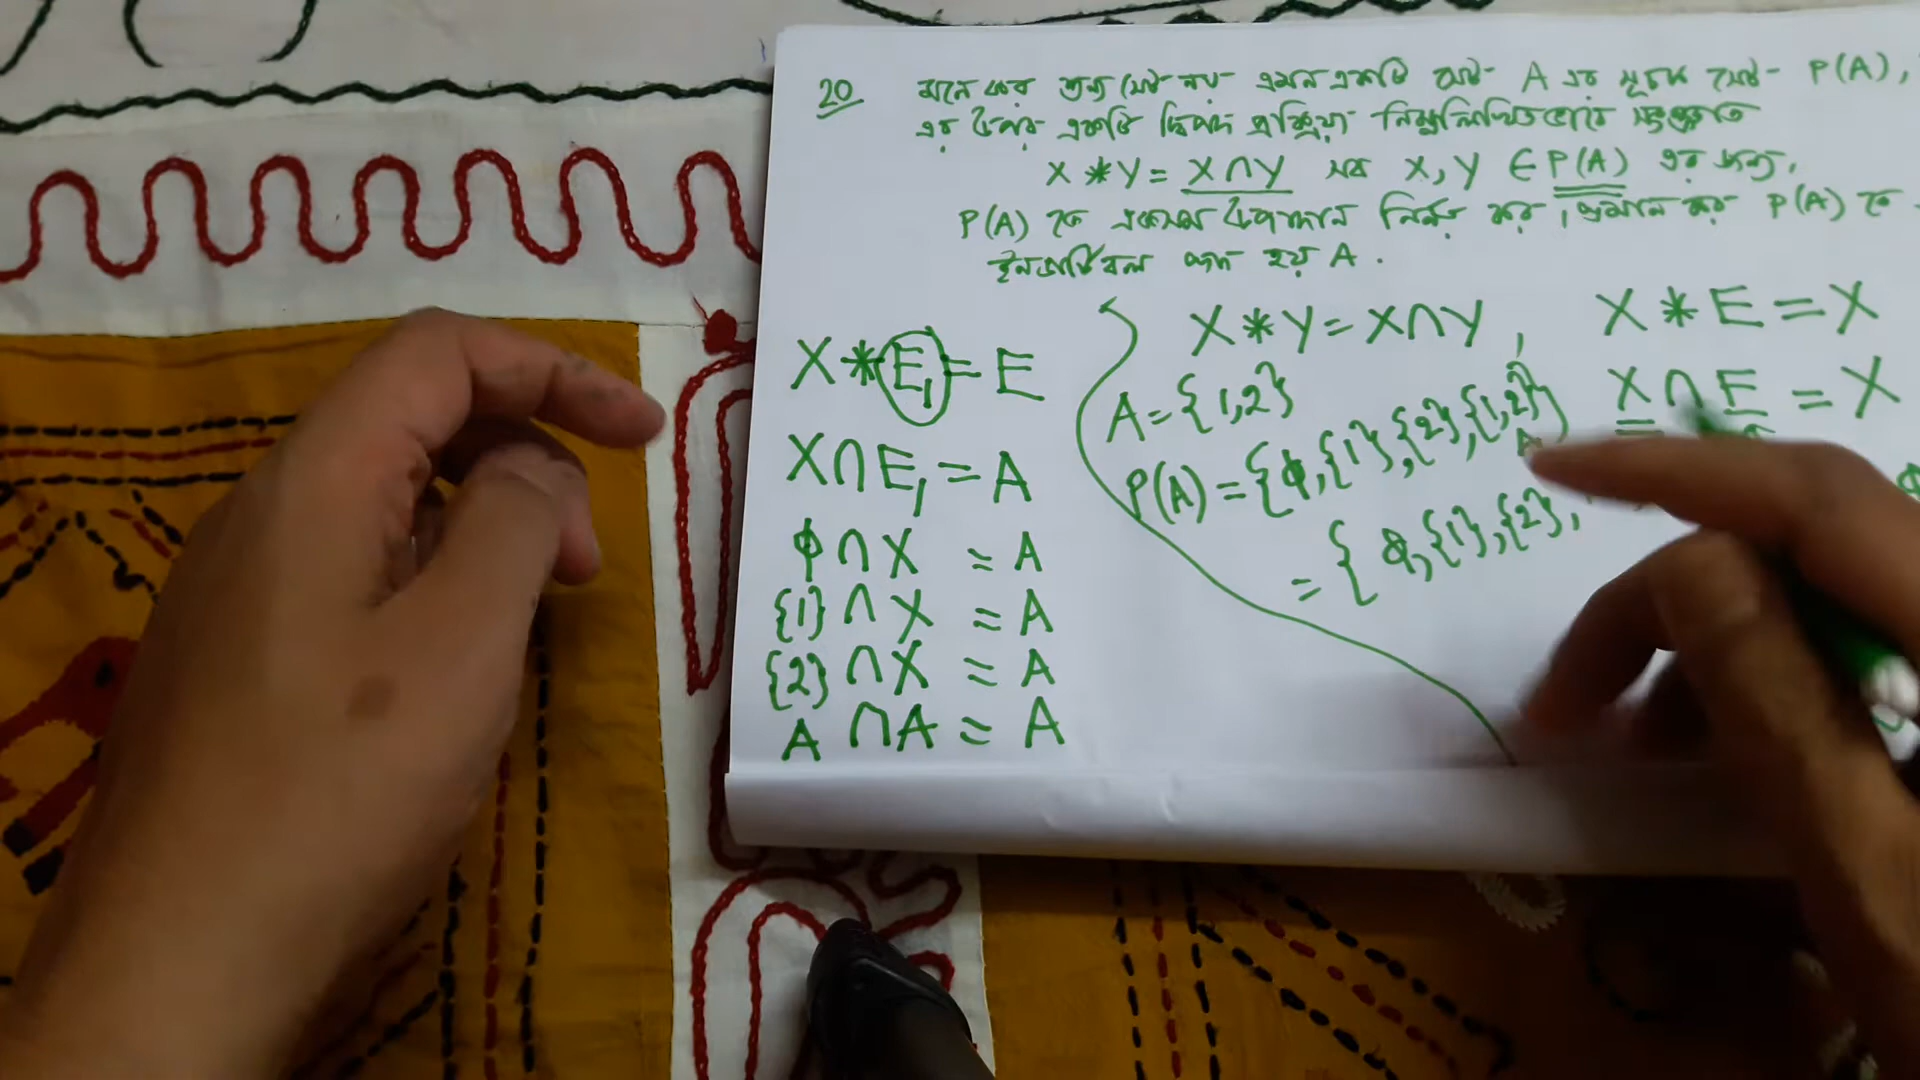 20 মনে কর শূন্য সেট নয় এমন একটি সেট A এর সূচক সেট P(A),
এর উপর একটি দ্বিপদ প্রক্রিয়া নিম্নলিখিতভাবে সংজ্ঞায়িত
X * Y = X ∩ Y সব X, Y ∈ P(A) এর জন্য,
P(A) তে একসম উপাদান নির্ণয় কর, প্রমাণ কর P(A) তে
ইনভার্টিবল হয় A.
X * E₁ = E
X ∩ E₁ = A
φ ∩ X = A
{1} ∩ X = A
{2} ∩ X = A
A ∩ A = A
X * Y = X ∩ Y,
A = {1,2}
P(A) = {φ, {1}, {2}, {1,2}}
A
= { φ, {1}, {2},
X * E = X
X ∩ E = X